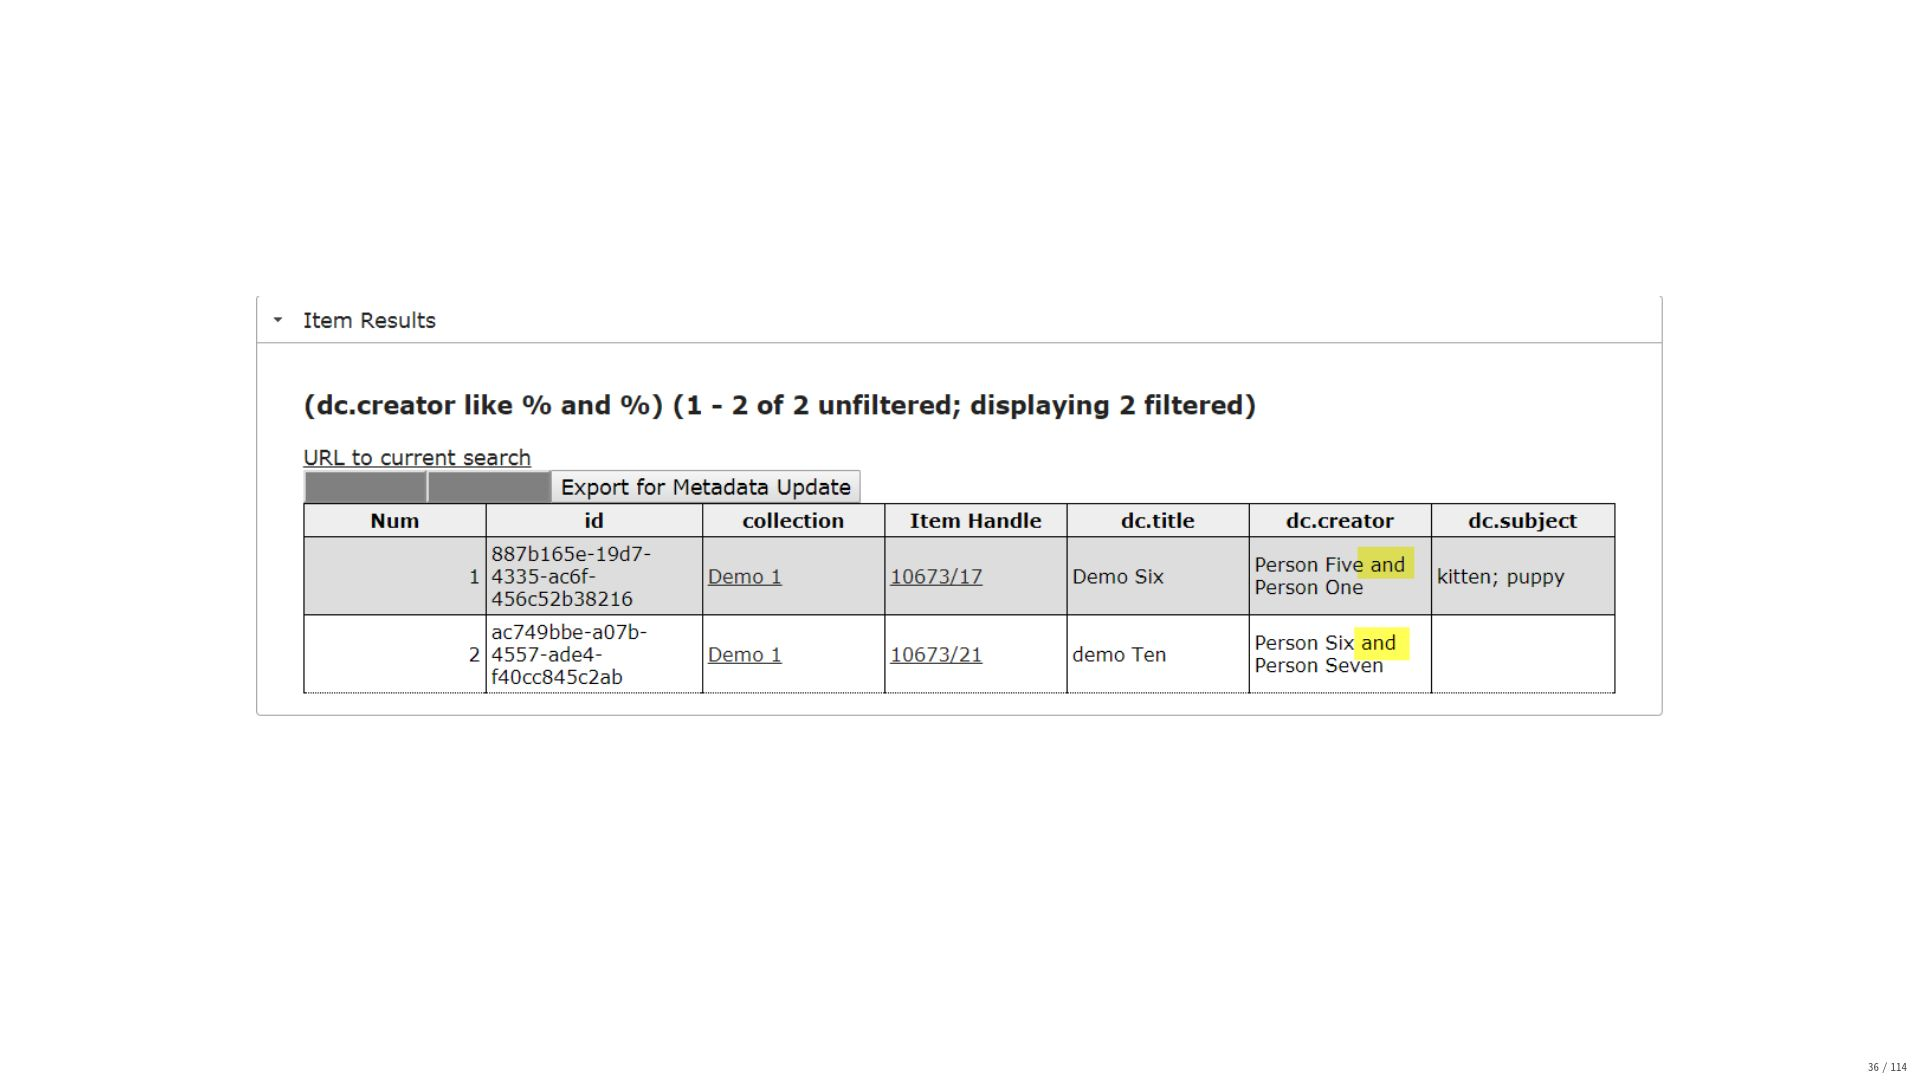 Item Results
(dc.creator like % and %) (1 - 2 of 2 unfiltered; displaying 2 filtered)
URL to current search
Export for Metadata Update
Num id collection Item Handle dc.title dc.creator dc.subject
1 887b165e-19d7-
4335-ac6f-
456c52b38216 Demo 1 10673/17 Demo Six Person Five and
Person One kitten; puppy
2 ac749bbe-a07b-
4557-ade4-
f40cc845c2ab Demo 1 10673/21 demo Ten Person Six and
Person Seven
36 / 114